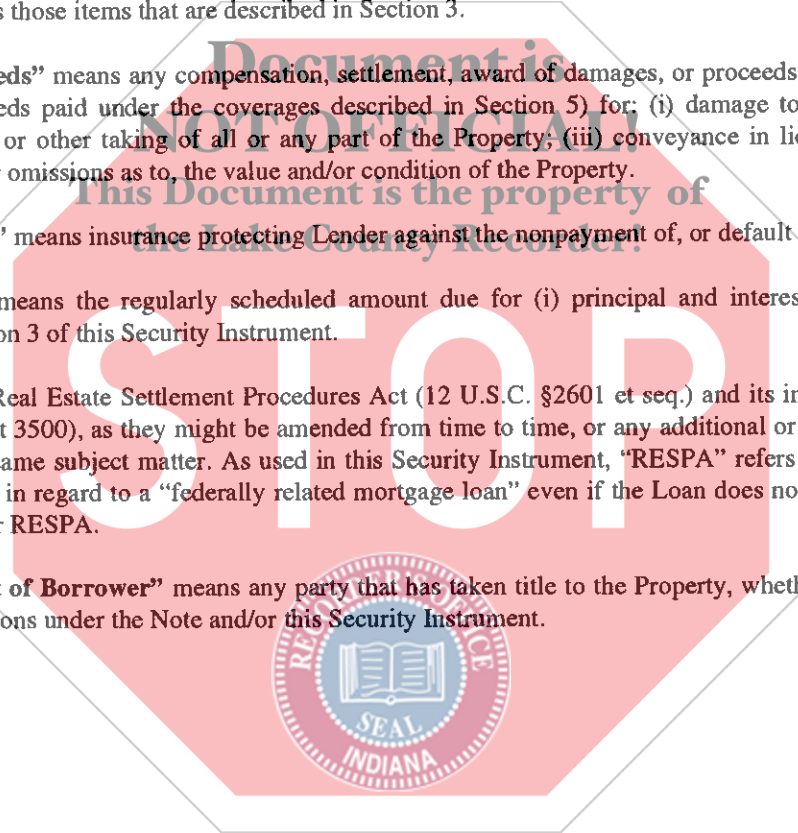 s those items that are described in Section 3.
Document is
eds” means any compensation, settlement, award of damages, or proceeds
eds paid under the coverages described in Section 5) for: (i) damage to
NOT OFFICIAL!
or other taking of all or any part of the Property; (iii) conveyance in lie
omissions as to, the value and/or condition of the Property.
This Document is the property of
the Lake County Recorder!
” means insurance protecting Lender against the nonpayment of, or default
means the regularly scheduled amount due for (i) principal and interes
on 3 of this Security Instrument.
STOP
Real Estate Settlement Procedures Act (12 U.S.C. §2601 et seq.) and its in
t 3500), as they might be amended from time to time, or any additional or
ame subject matter. As used in this Security Instrument, “RESPA” refers
in regard to a “federally related mortgage loan” even if the Loan does no
r RESPA.
t of Borrower” means any party that has taken title to the Property, wheth
ons under the Note and/or this Security Instrument.
RECORDER'S OFFICE
SEAL
INDIANA